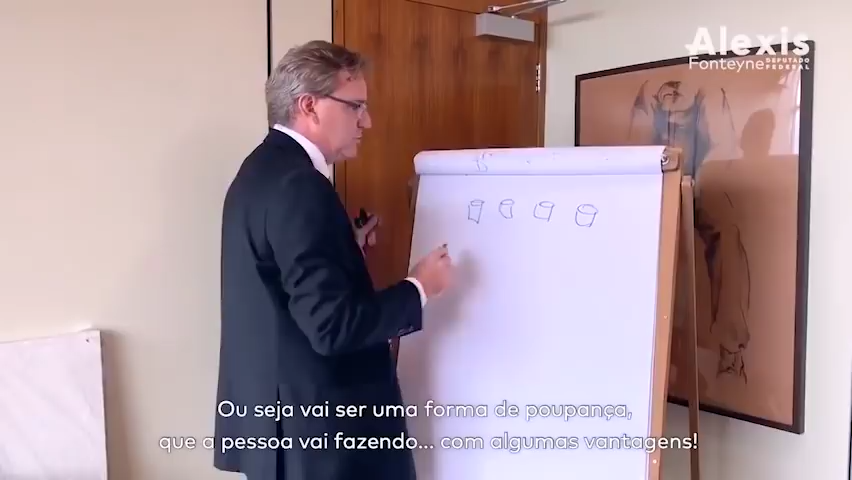 Alexis
Fonteyne DEPUTADO FEDERAL
Ou seja vai ser uma forma de poupança,
que a pessoa vai fazendo... com algumas vantagens!